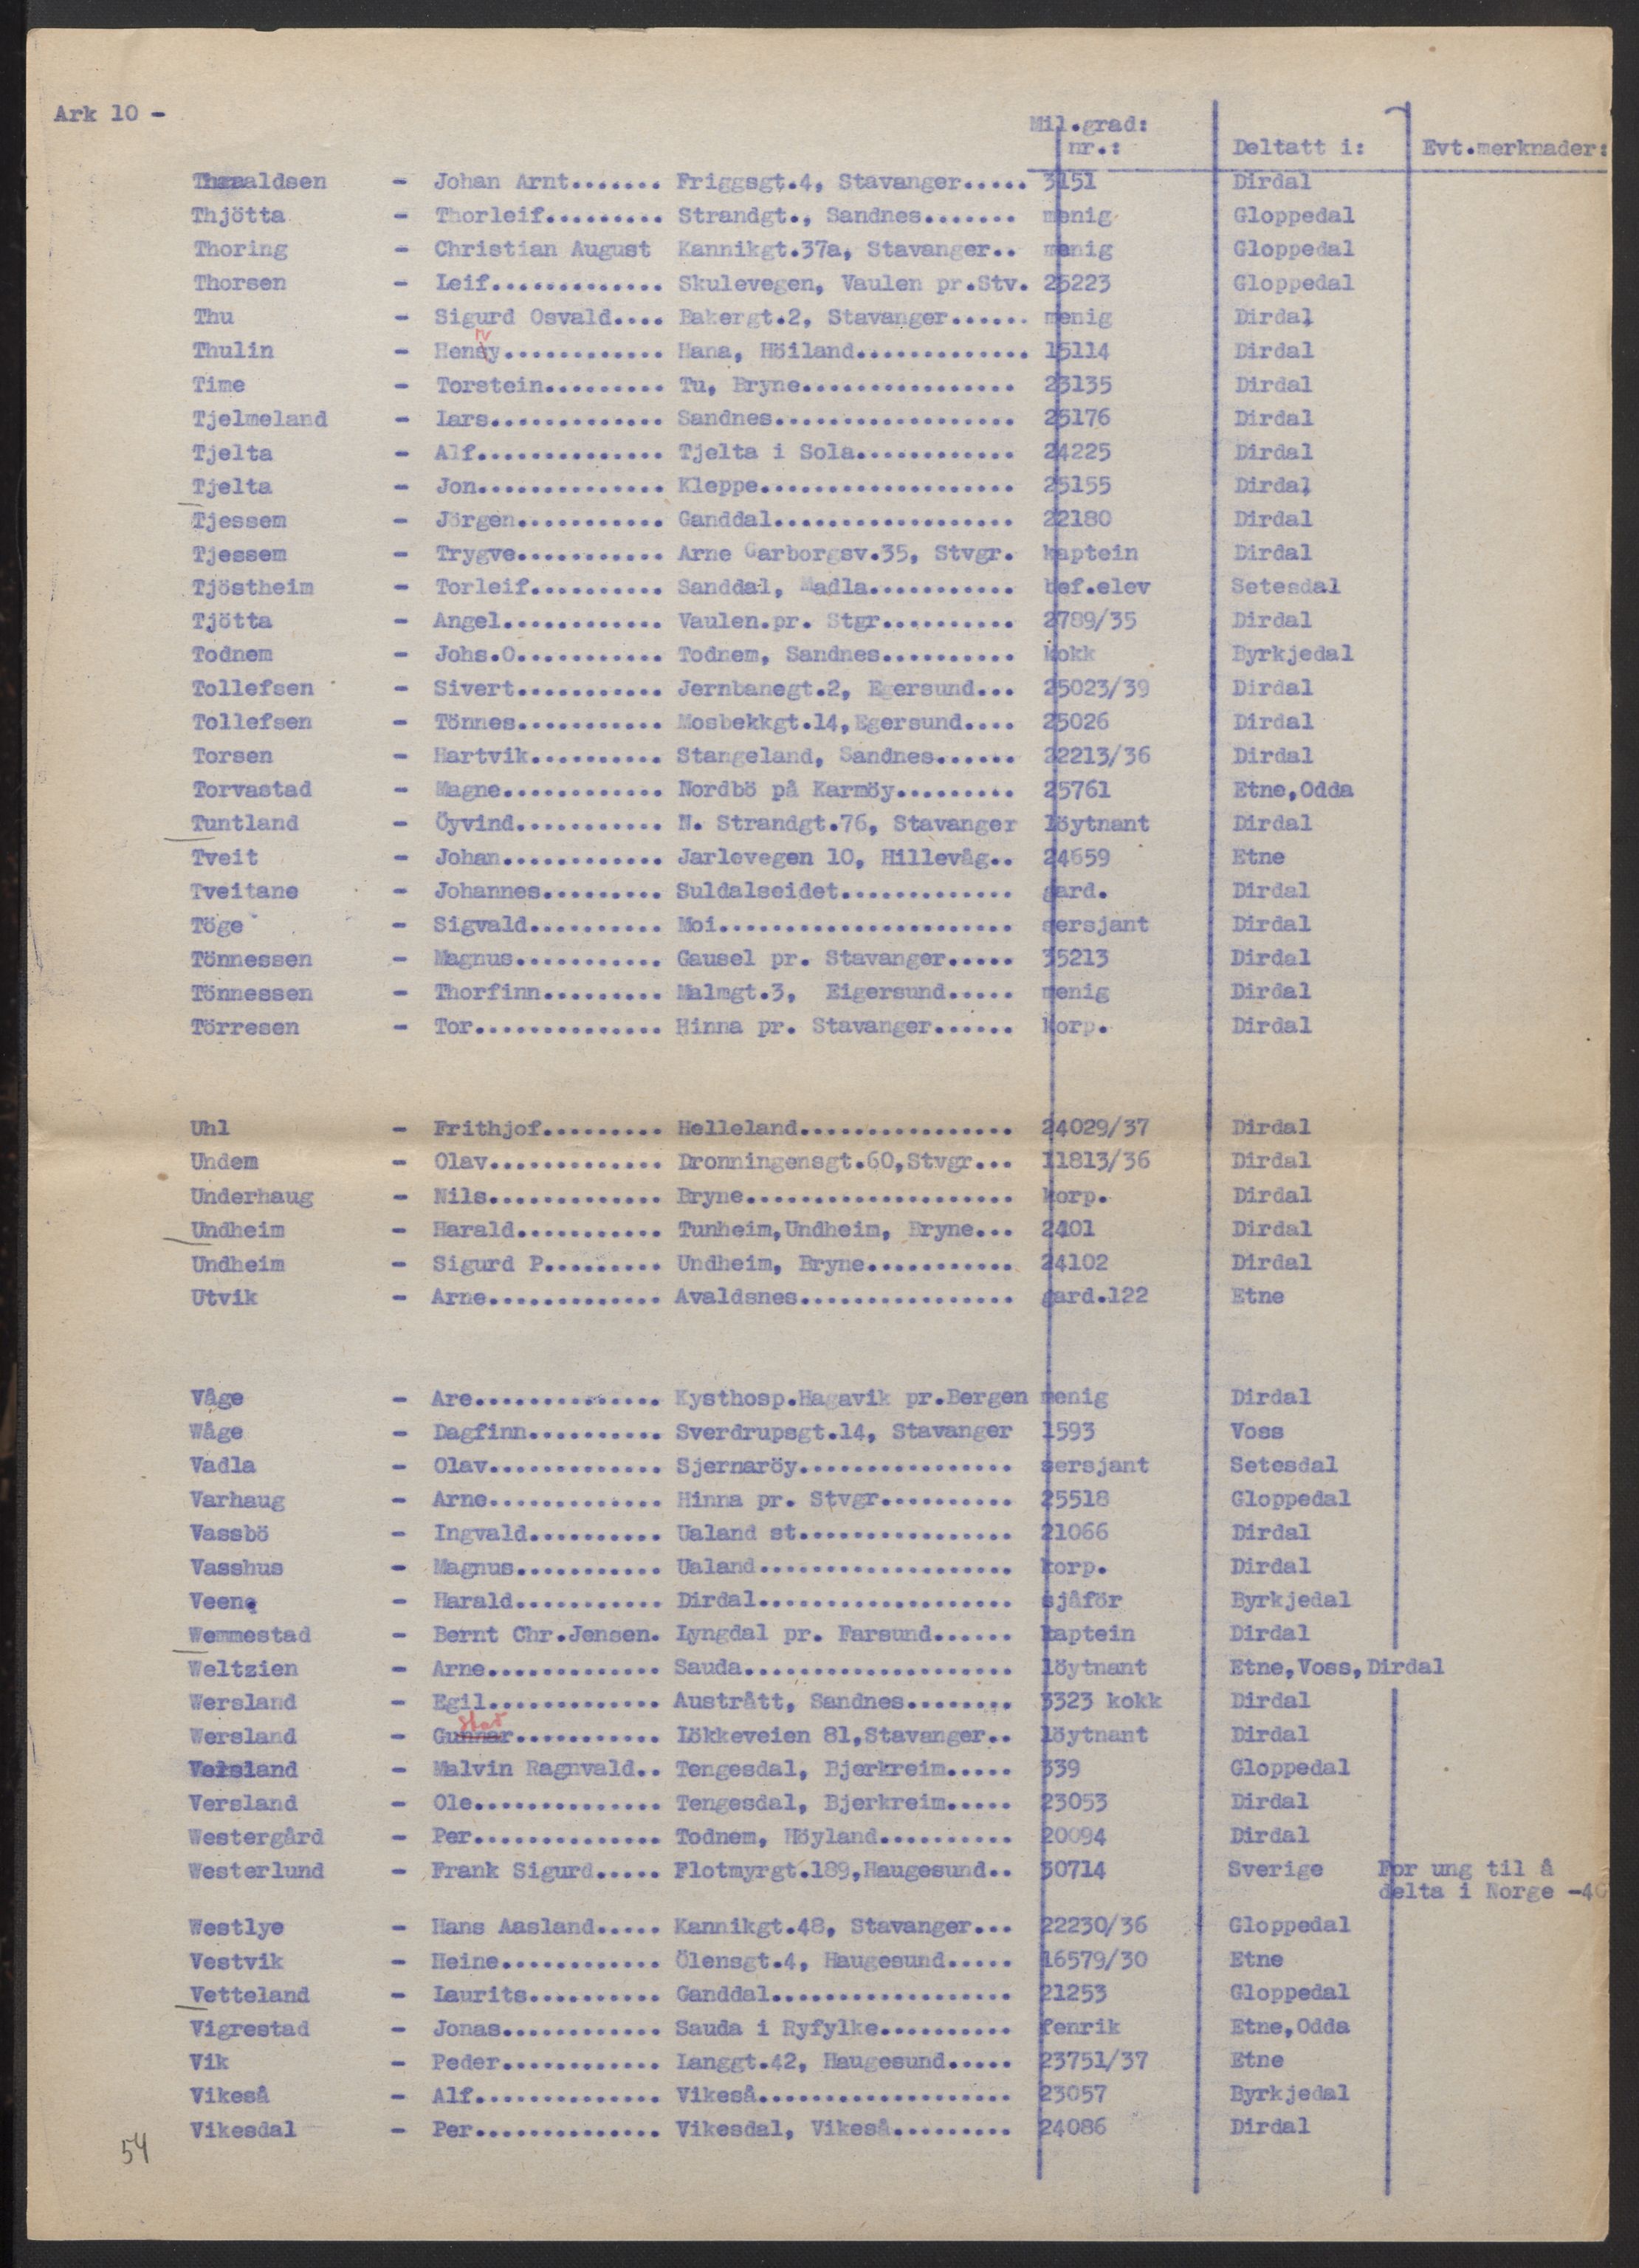 Ark 10 -
Mil.grad:
nr.: Deltatt i: Evt.merknader:
Tharaldsen - Johan Arnt....... Friggsgt.4, Stavanger..... 3151 Dirdal
Thjötta - Thorleif......... Strandgt., Sandnes....... menig Gloppedal
Thoring - Christian August Kannikgt.37a, Stavanger.. menig Gloppedal
Thorsen - Leif............. Skulevegen, Vaulen pr.Stv. 25223 Gloppedal
Thu - Sigurd Osvald.... Bakergt.2, Stavanger...... menig Dirdal
Thulin - Henry............ Hana, Höiland............. 15114 Dirdal
Time - Torstein......... Tu, Bryne................ 23135 Dirdal
Tjelmeland - Lars............. Sandnes.................. 25176 Dirdal
Tjelta - Alf.............. Tjelta i Sola............ 24225 Dirdal
Tjelta - Jon.............. Kleppe................... 25155 Dirdal
Tjessem - Jörgen........... Ganddal.................. 22180 Dirdal
Tjessem - Trygve........... Arne Garborgsv.35, Stvgr. kaptein Dirdal
Tjöstheim - Torleif.......... Sanddal, Madla........... bef.elev Setesdal
Tjötta - Angel............ Vaulen.pr. Stgr.......... 2789/35 Dirdal
Todnem - Johs.O........... Todnem, Sandnes.......... kokk Byrkjedal
Tollefsen - Sivert........... Jernbanegt.2, Egersund... 25023/39 Dirdal
Tollefsen - Tönnes........... Mosbekkgt.14,Egersund.... 25026 Dirdal
Torsen - Hartvik.......... Stangeland, Sandnes...... 22213/36 Dirdal
Torvastad - Magne............ Nordbö på Karmöy......... 25761 Etne,Odda
Tuntland - Öyvind........... N. Strandgt.76, Stavanger löytnant Dirdal
Tveit - Johan............ Jarlevegen 10, Hillevåg.. 24659 Etne
Tveitane - Johannes......... Suldalseidet............. gard. Dirdal
Töge - Sigvald.......... Moi...................... sersjant Dirdal
Tönnessen - Magnus........... Gausel pr. Stavanger..... 35213 Dirdal
Tönnessen - Thorfinn......... Malmgt.3, Eigersund..... menig Dirdal
Törresen - Tor.............. Hinna pr. Stavanger...... korp. Dirdal
Uhl - Frithjof......... Helleland................ 24029/37 Dirdal
Undem - Olav............. Dronningensgt.60,Stvgr... 11813/36 Dirdal
Underhaug - Nils............. Bryne.................... korp. Dirdal
Undheim - Harald........... Tunheim,Undheim, Bryne... 2401 Dirdal
Undheim - Sigurd P......... Undheim, Bryne........... 24102 Dirdal
Utvik - Arne............. Avaldsnes................ gard.122 Etne
Våge - Are.............. Kysthosp.Hagavik pr.Bergen menig Dirdal
Wåge - Dagfinn.......... Sverdrupsgt.14, Stavanger 1593 Voss
Vadla - Olav............. Sjernaröy................ sersjant Setesdal
Varhaug - Arne............. Hinna pr. Stvgr.......... 25518 Gloppedal
Vassbö - Ingvald.......... Ualand st................ 21066 Dirdal
Vasshus - Magnus........... Ualand................... korp. Dirdal
Veene - Harald........... Dirdal................... sjåför Byrkjedal
Wemmestad - Bernt Chr.Jensen. Lyngdal pr. Farsund...... kaptein Dirdal
Weltzien - Arne............. Sauda.................... löytnant Etne,Voss,Dirdal
Wersland - Egil............. Austrått, Sandnes........ 3323 kokk Dirdal
Wersland - Gunnar........... Lökkeveien 81,Stavanger.. löytnant Dirdal
Versland - Malvin Ragnvald.. Tengesdal, Bjerkreim..... 339 Gloppedal
Versland - Ole.............. Tengesdal, Bjerkreim..... 23053 Dirdal
Westergård - Per.............. Todnem, Höyland.......... 20094 Dirdal
Westerlund - Frank Sigurd..... Flotmyrgt.189,Haugesund.. 30714 Sverige For ung til å
delta i Norge -40
Westlye - Hans Aasland..... Kannikgt.48, Stavanger... 22230/36 Gloppedal
Vestvik - Heine............ Ölensgt.4, Haugesund..... 16579/30 Etne
Vetteland - Laurits.......... Ganddal.................. 21253 Gloppedal
Vigrestad - Jonas............ Sauda i Ryfylke.......... fenrik Etne,Odda
Vik - Peder............ Langgt.42, Haugesund..... 23751/37 Etne
Vikeså - Alf.............. Vikeså................... 23057 Byrkjedal
Vikesdal - Per.............. Vikesdal, Vikeså......... 24086 Dirdal
54